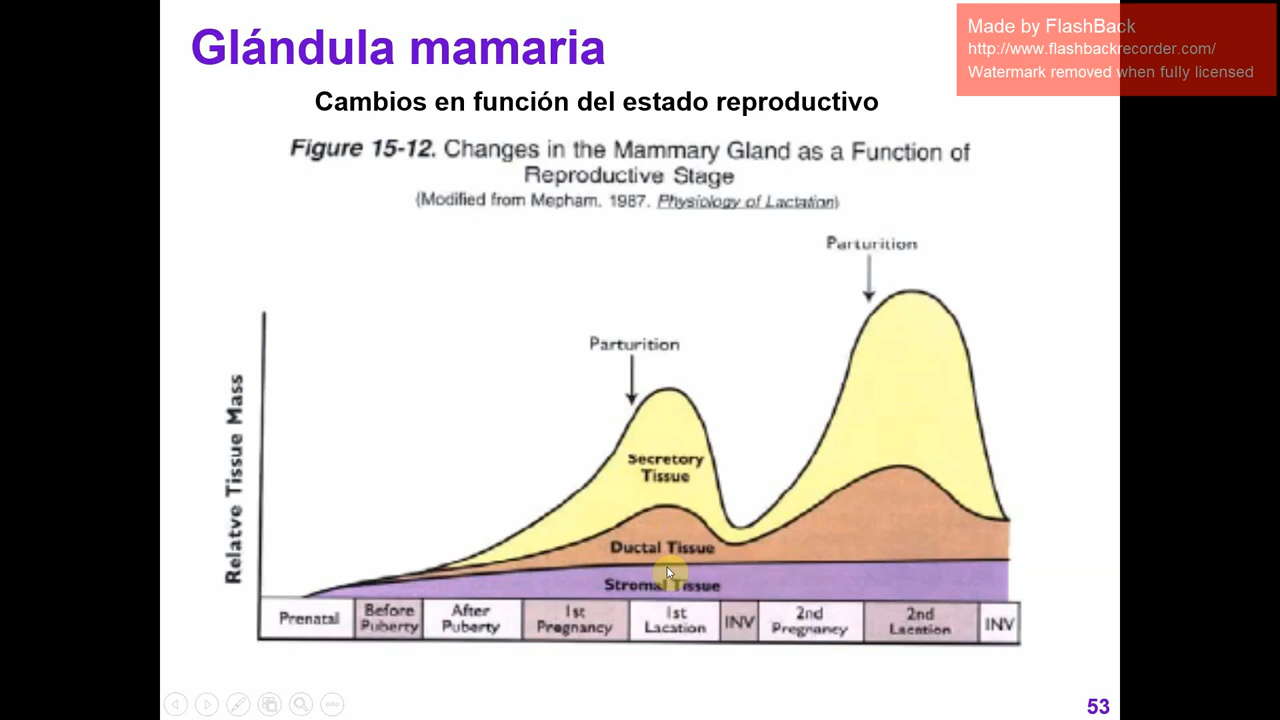 Glándula mamaria
Made by FlashBack
http://www.flashbackrecorder.com/
Watermark removed when fully licensed
Cambios en función del estado reproductivo
Figure 15-12. Changes in the Mammary Gland as a Function of
Reproductive Stage
(Modified from Mepham. 1987. Physiology of Lactation)
Parturition
Parturition
Relatve Tissue Mass
Secretory
Tissue
Ductal Tissue
Stromal Tissue
Prenatal
Before
Puberty
After
Puberty
1st
Pregnancy
1st
Lacation
INV
2nd
Pregnancy
2nd
Lacation
INV
53